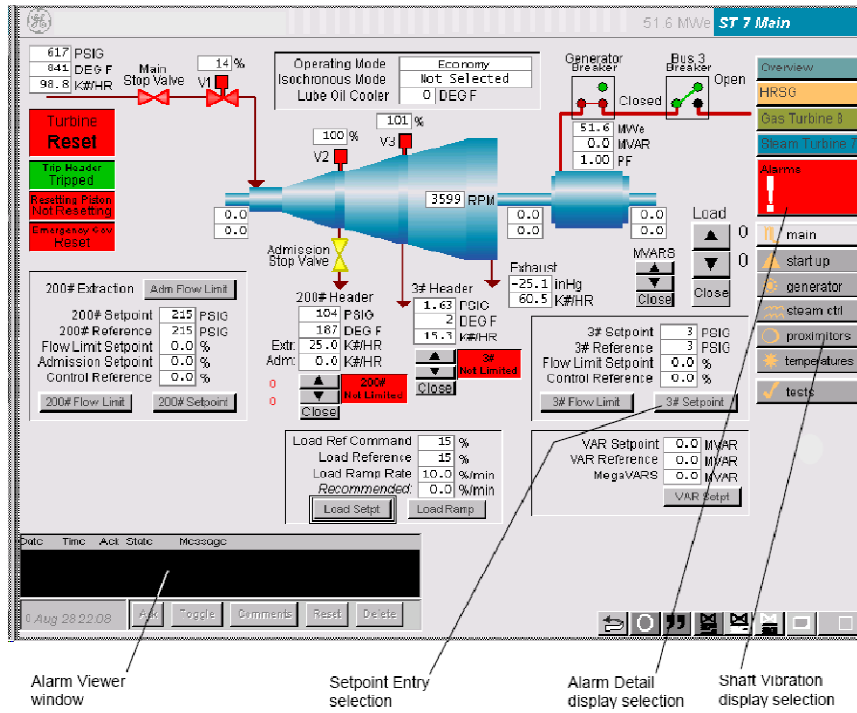 51.6 MWe ST 7 Main
617 PSIG
841 DEG F
98.8 K#/HR
Main
Stop Valve
14 %
V1
Operating Mode Economy
Isochronous Mode Not Selected
Lube Oil Cooler 0 DEG F
Generator
Breaker
Closed
Bus 3
Breaker
Open
51.6 MWe
0.0 MVAR
1.00 PF
Turbine
Reset
Trip Header
Tripped
Resetting Piston
Not Resetting
Emergency Gov
Reset
100 %
V2
101 %
V3
3599 RPM
0.0
0.0
0.0
0.0
0.0
0.0
0.0
0.0
Load
0
0
Close
MVARS
Close
Admission
Stop Valve
Exhaust
-25.1 inHg
60.5 K#/HR
200# Header
104 PSIG
187 DEG F
Extr: 25.0 K#/HR
Adm: 0.0 K#/HR
0
0
Close
200#
Not Limited
3# Header
1.63 PSIG
2 DEG F
15.3 K#/HR
Close
3#
Not Limited
200# Extraction Adm Flow Limit
200# Setpoint 215 PSIG
200# Reference 215 PSIG
Flow Limit Setpoint 0.0 %
Admission Setpoint 0.0 %
Control Reference 0.0 %
200# Flow Limit 200# Setpoint
3# Setpoint 3 PSIG
3# Reference 3 PSIG
Flow Limit Setpoint 0.0 %
Control Reference 0.0 %
3# Flow Limit 3# Setpoint
Load Ref Command 15 %
Load Reference 15 %
Load Ramp Rate 10.0 %/min
Recommended: 0.0 %/min
Load Setpt Load Ramp
VAR Setpoint 0.0 MVAR
VAR Reference 0.0 MVAR
MegaVARS 0.0 MVAR
VAR Setpt
Overview
HRSG
Gas Turbine 8
Steam Turbine 7
Alarms
!
main
start up
generator
steam ctrl
proximitors
temperatures
tests
Date Time Act State Message
Aug 28 22:08
Ack Toggle Comments Reset Delete
Alarm Viewer
window
Setpoint Entry
selection
Alarm Detail
display selection
Shaft Vibration
display selection